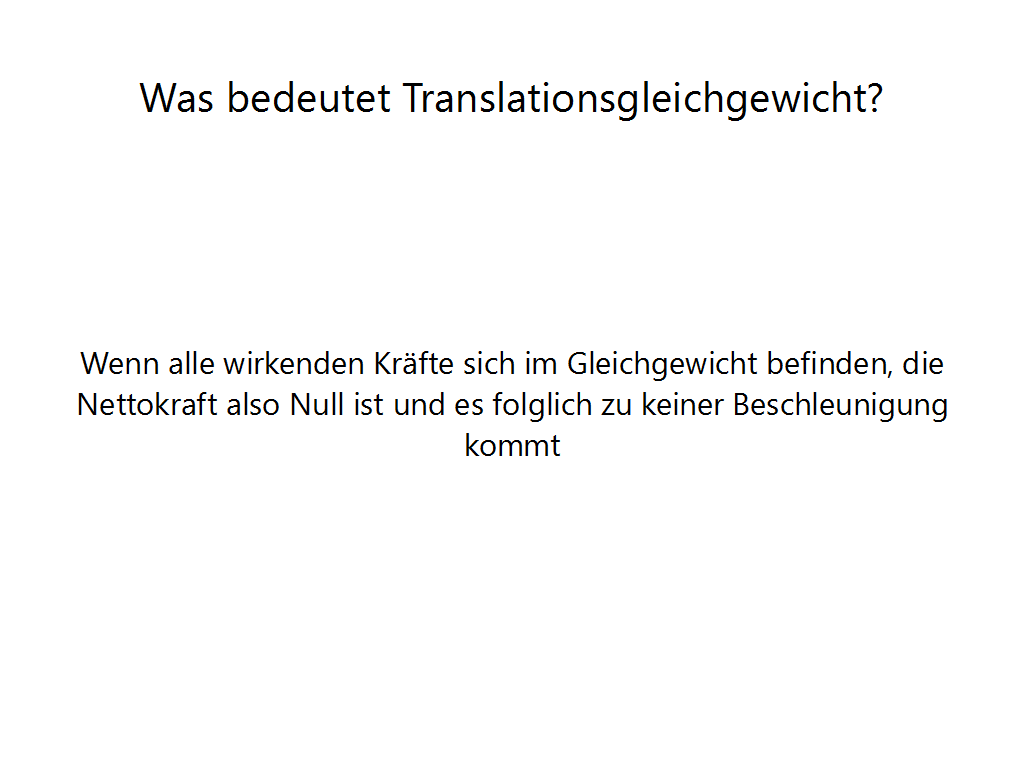 Was bedeutet Translationsgleichgewicht?
Wenn alle wirkenden Kräfte sich im Gleichgewicht befinden, die
Nettokraft also Null ist und es folglich zu keiner Beschleunigung
kommt